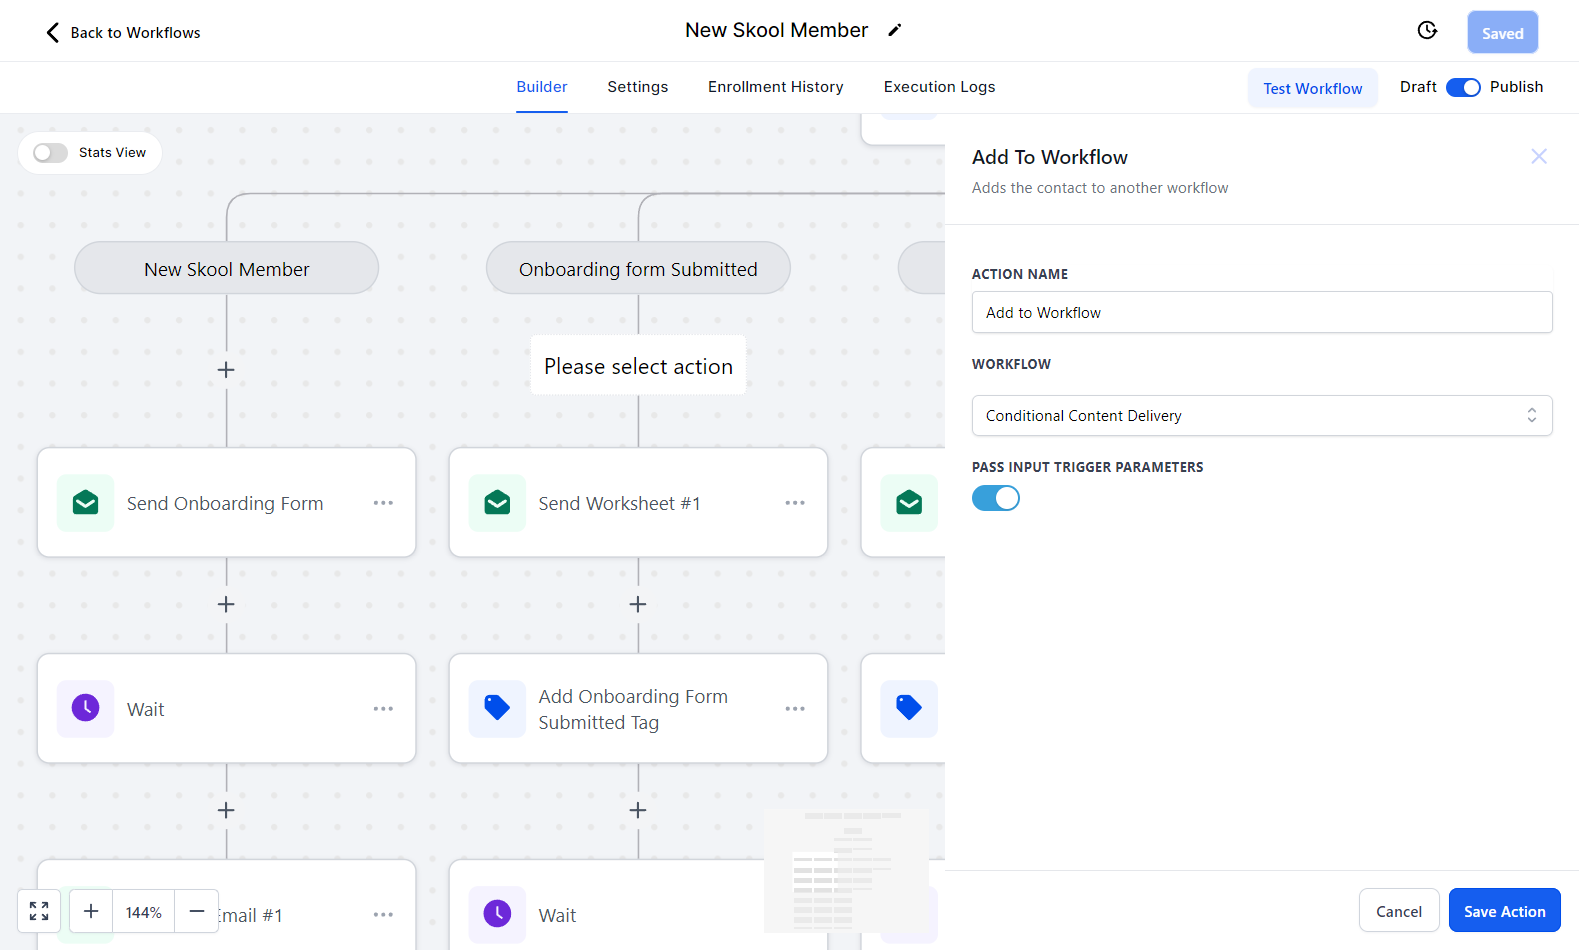 Back to Workflows
New Skool Member
Saved
Builder
Settings
Enrollment History
Execution Logs
Test Workflow
Draft
Publish
Stats View
Add To Workflow
Adds the contact to another workflow
New Skool Member
Onboarding form Submitted
ACTION NAME
Add to Workflow
Please select action
WORKFLOW
Conditional Content Delivery
PASS INPUT TRIGGER PARAMETERS
Send Onboarding Form
Send Worksheet #1
Wait
Add Onboarding Form
Submitted Tag
144%
Email #1
Wait
Cancel
Save Action